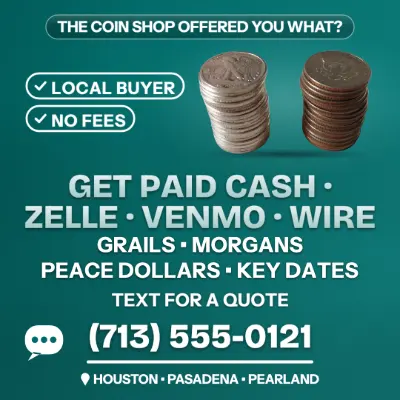 THE COIN SHOP OFFERED YOU WHAT?
LOCAL BUYER
NO FEES
GET PAID CASH ·
ZELLE · VENMO · WIRE
GRAILS · MORGANS
PEACE DOLLARS · KEY DATES
TEXT FOR A QUOTE
(713) 555-0121
HOUSTON · PASADENA · PEARLAND